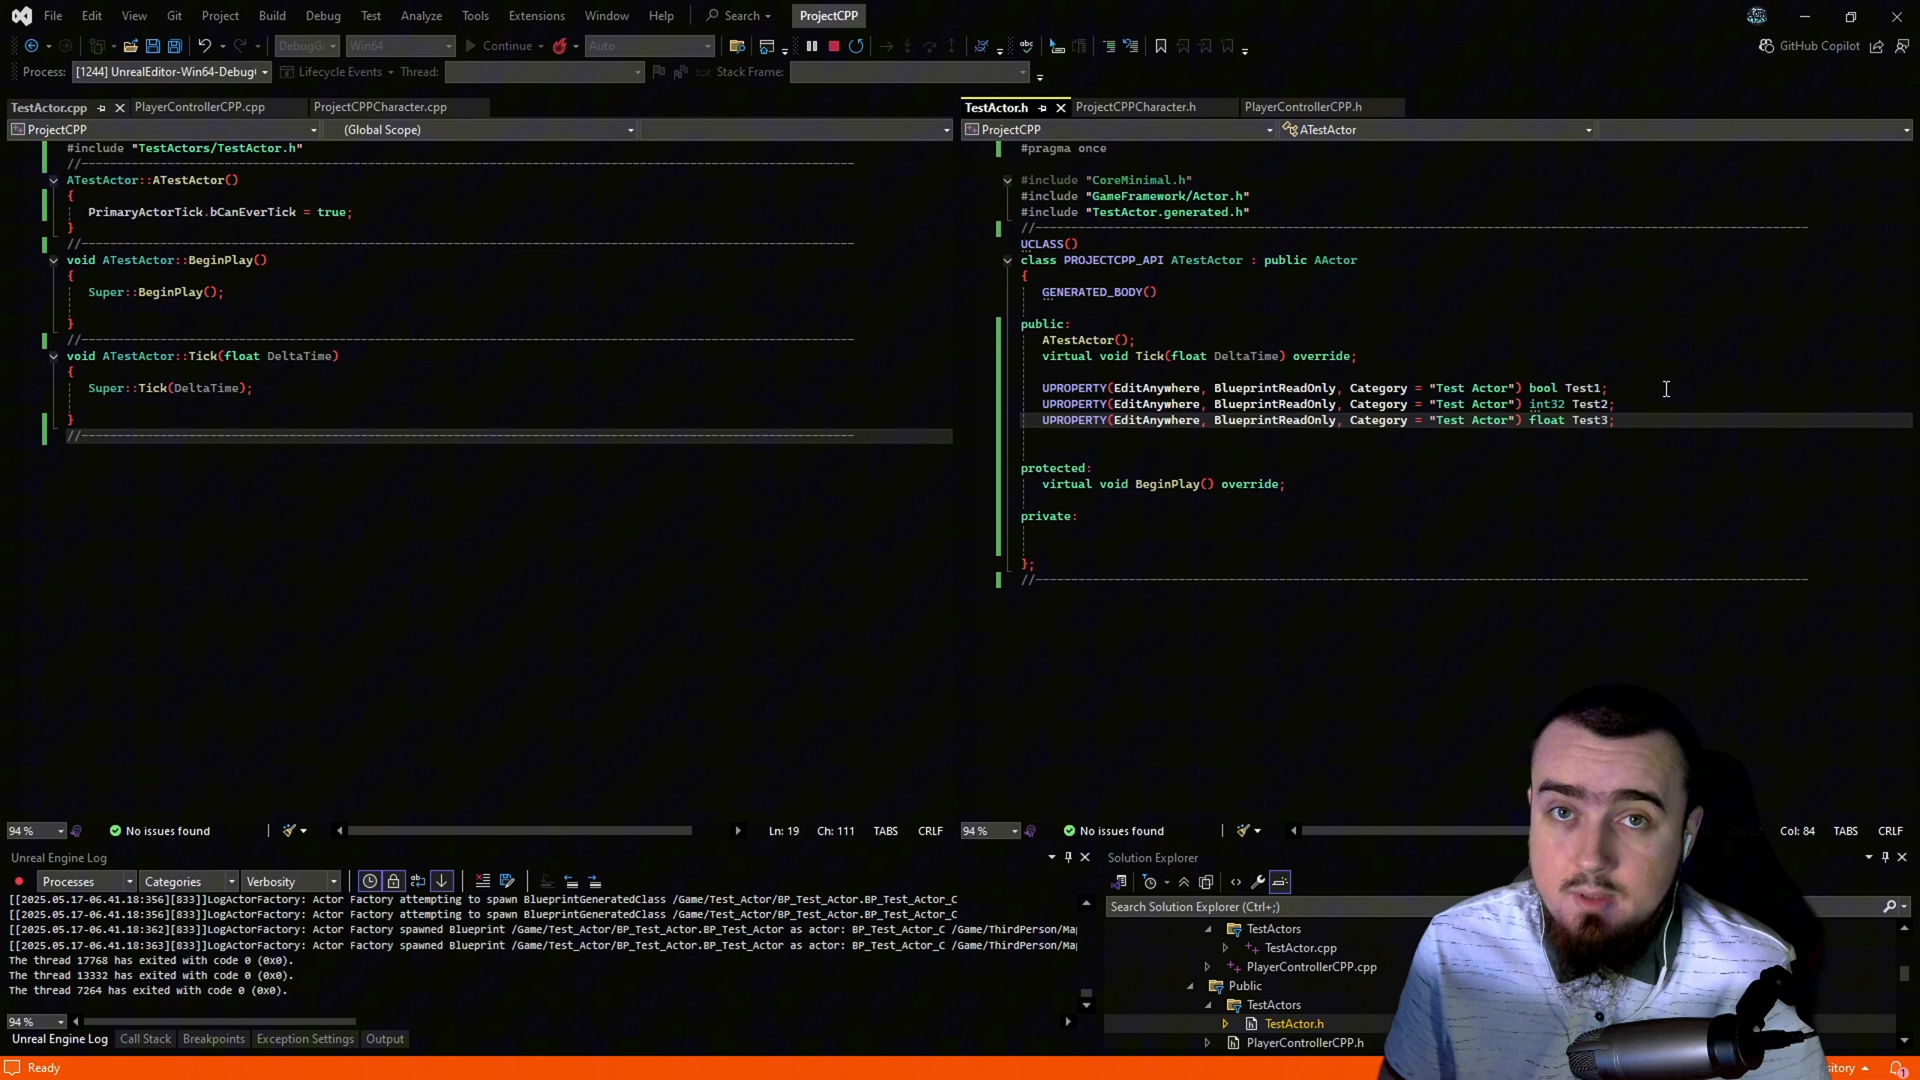 File Edit View Git Project Build Debug Test Analyze Tools Extensions Window Help Search ProjectCPP
Win64 Continue Auto GitHub Copilot
Process: [1244] UnrealEditor-Win64-Debug Lifecycle Events Thread: Stack Frame:
TestActor.cpp PlayerControllerCPP.cpp ProjectCPPCharacter.cpp
ProjectCPP (Global Scope)
#include "TestActors/TestActor.h"
//
ATestActor::ATestActor()
{
PrimaryActorTick.bCanEverTick = true;
}
//
void ATestActor::BeginPlay()
{
Super::BeginPlay();
}
//
void ATestActor::Tick(float DeltaTime)
{
Super::Tick(DeltaTime);
}
//
94 % No issues found Ln: 19 Ch: 111 TABS CRLF
TestActor.h ProjectCPPCharacter.h PlayerControllerCPP.h
ProjectCPP ATestActor
#pragma once
#include "CoreMinimal.h"
#include "GameFramework/Actor.h"
#include "TestActor.generated.h"
//
UCLASS()
class PROJECTCPP_API ATestActor : public AActor
{
GENERATED_BODY()
public:
ATestActor();
virtual void Tick(float DeltaTime) override;
UPROPERTY(EditAnywhere, BlueprintReadOnly, Category = "Test Actor") bool Test1;
UPROPERTY(EditAnywhere, BlueprintReadOnly, Category = "Test Actor") int32 Test2;
UPROPERTY(EditAnywhere, BlueprintReadOnly, Category = "Test Actor") float Test3;
protected:
virtual void BeginPlay() override;
private:
};
//
94 % No issues found Col: 84 TABS CRLF
Unreal Engine Log
Processes Categories Verbosity
[[2025.05.17-06.41.18:356][833]]LogActorFactory: Actor Factory attempting to spawn BlueprintGeneratedClass /Game/Test_Actor/BP_Test_Actor.BP_Test_Actor_C
[[2025.05.17-06.41.18:357][833]]LogActorFactory: Actor Factory attempting to spawn BlueprintGeneratedClass /Game/Test_Actor/BP_Test_Actor.BP_Test_Actor_C
[[2025.05.17-06.41.18:362][833]]LogActorFactory: Actor Factory spawned Blueprint /Game/Test_Actor/BP_Test_Actor.BP_Test_Actor as actor: BP_Test_Actor_C /Game/ThirdPerson/Ma
[[2025.05.17-06.41.18:363][833]]LogActorFactory: Actor Factory spawned Blueprint /Game/Test_Actor/BP_Test_Actor.BP_Test_Actor as actor: BP_Test_Actor_C /Game/ThirdPerson/Ma
The thread 17768 has exited with code 0 (0x0).
The thread 13332 has exited with code 0 (0x0).
The thread 7264 has exited with code 0 (0x0).
94 %
Unreal Engine Log Call Stack Breakpoints Exception Settings Output
Solution Explorer
Search Solution Explorer (Ctrl+;)
TestActors
TestActor.cpp
PlayerControllerCPP.cpp
Public
TestActors
TestActor.h
PlayerControllerCPP.h
Ready